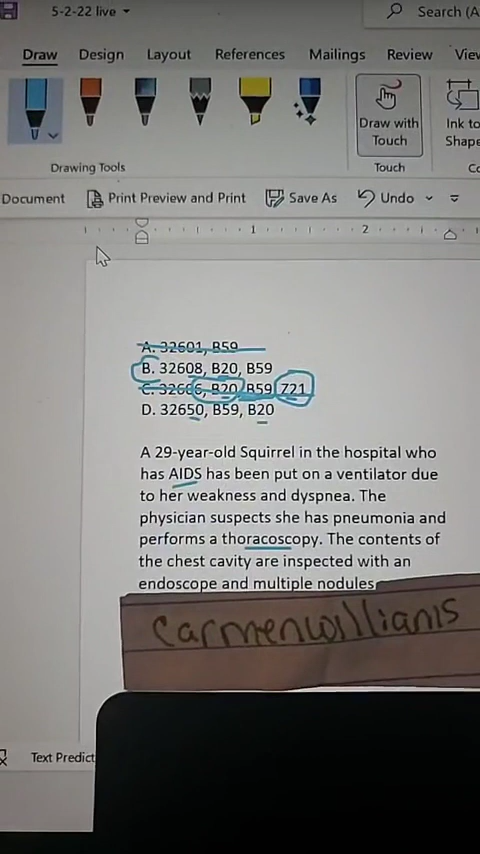 5-2-22 live
Search (A
Draw Design Layout References Mailings Review View
Draw with Touch
Ink to Shape
Drawing Tools
Touch
Document Print Preview and Print Save As Undo
1 2
A. 32601, B59
B. 32608, B20, B59
C. 32666, B20, B59, Z21
D. 32650, B59, B20
A 29-year-old Squirrel in the hospital who
has AIDS has been put on a ventilator due
to her weakness and dyspnea. The
physician suspects she has pneumonia and
performs a thoracoscopy. The contents of
the chest cavity are inspected with an
endoscope and multiple nodules
Carmenwillianis
Text Predict